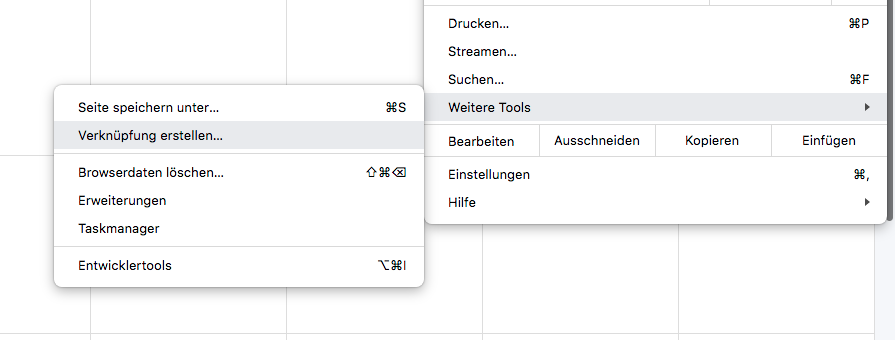 Drucken... ⌘P
Streamen...
Suchen... ⌘F
Weitere Tools
Bearbeiten Ausschneiden Kopieren Einfügen
Einstellungen ⌘,
Hilfe
Seite speichern unter... ⌘S
Verknüpfung erstellen...
Browserdaten löschen... ⇧⌘⌫
Erweiterungen
Taskmanager
Entwicklertools ⌥⌘I